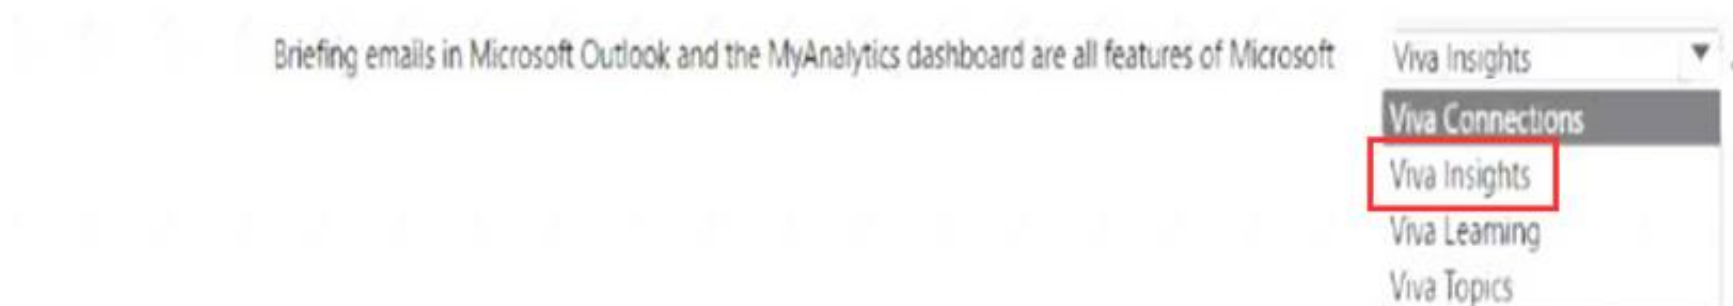 Briefing emails in Microsoft Outlook and the MyAnalytics dashboard are all features of Microsoft Viva Insights .
Viva Connections
Viva Insights
Viva Learning
Viva Topics